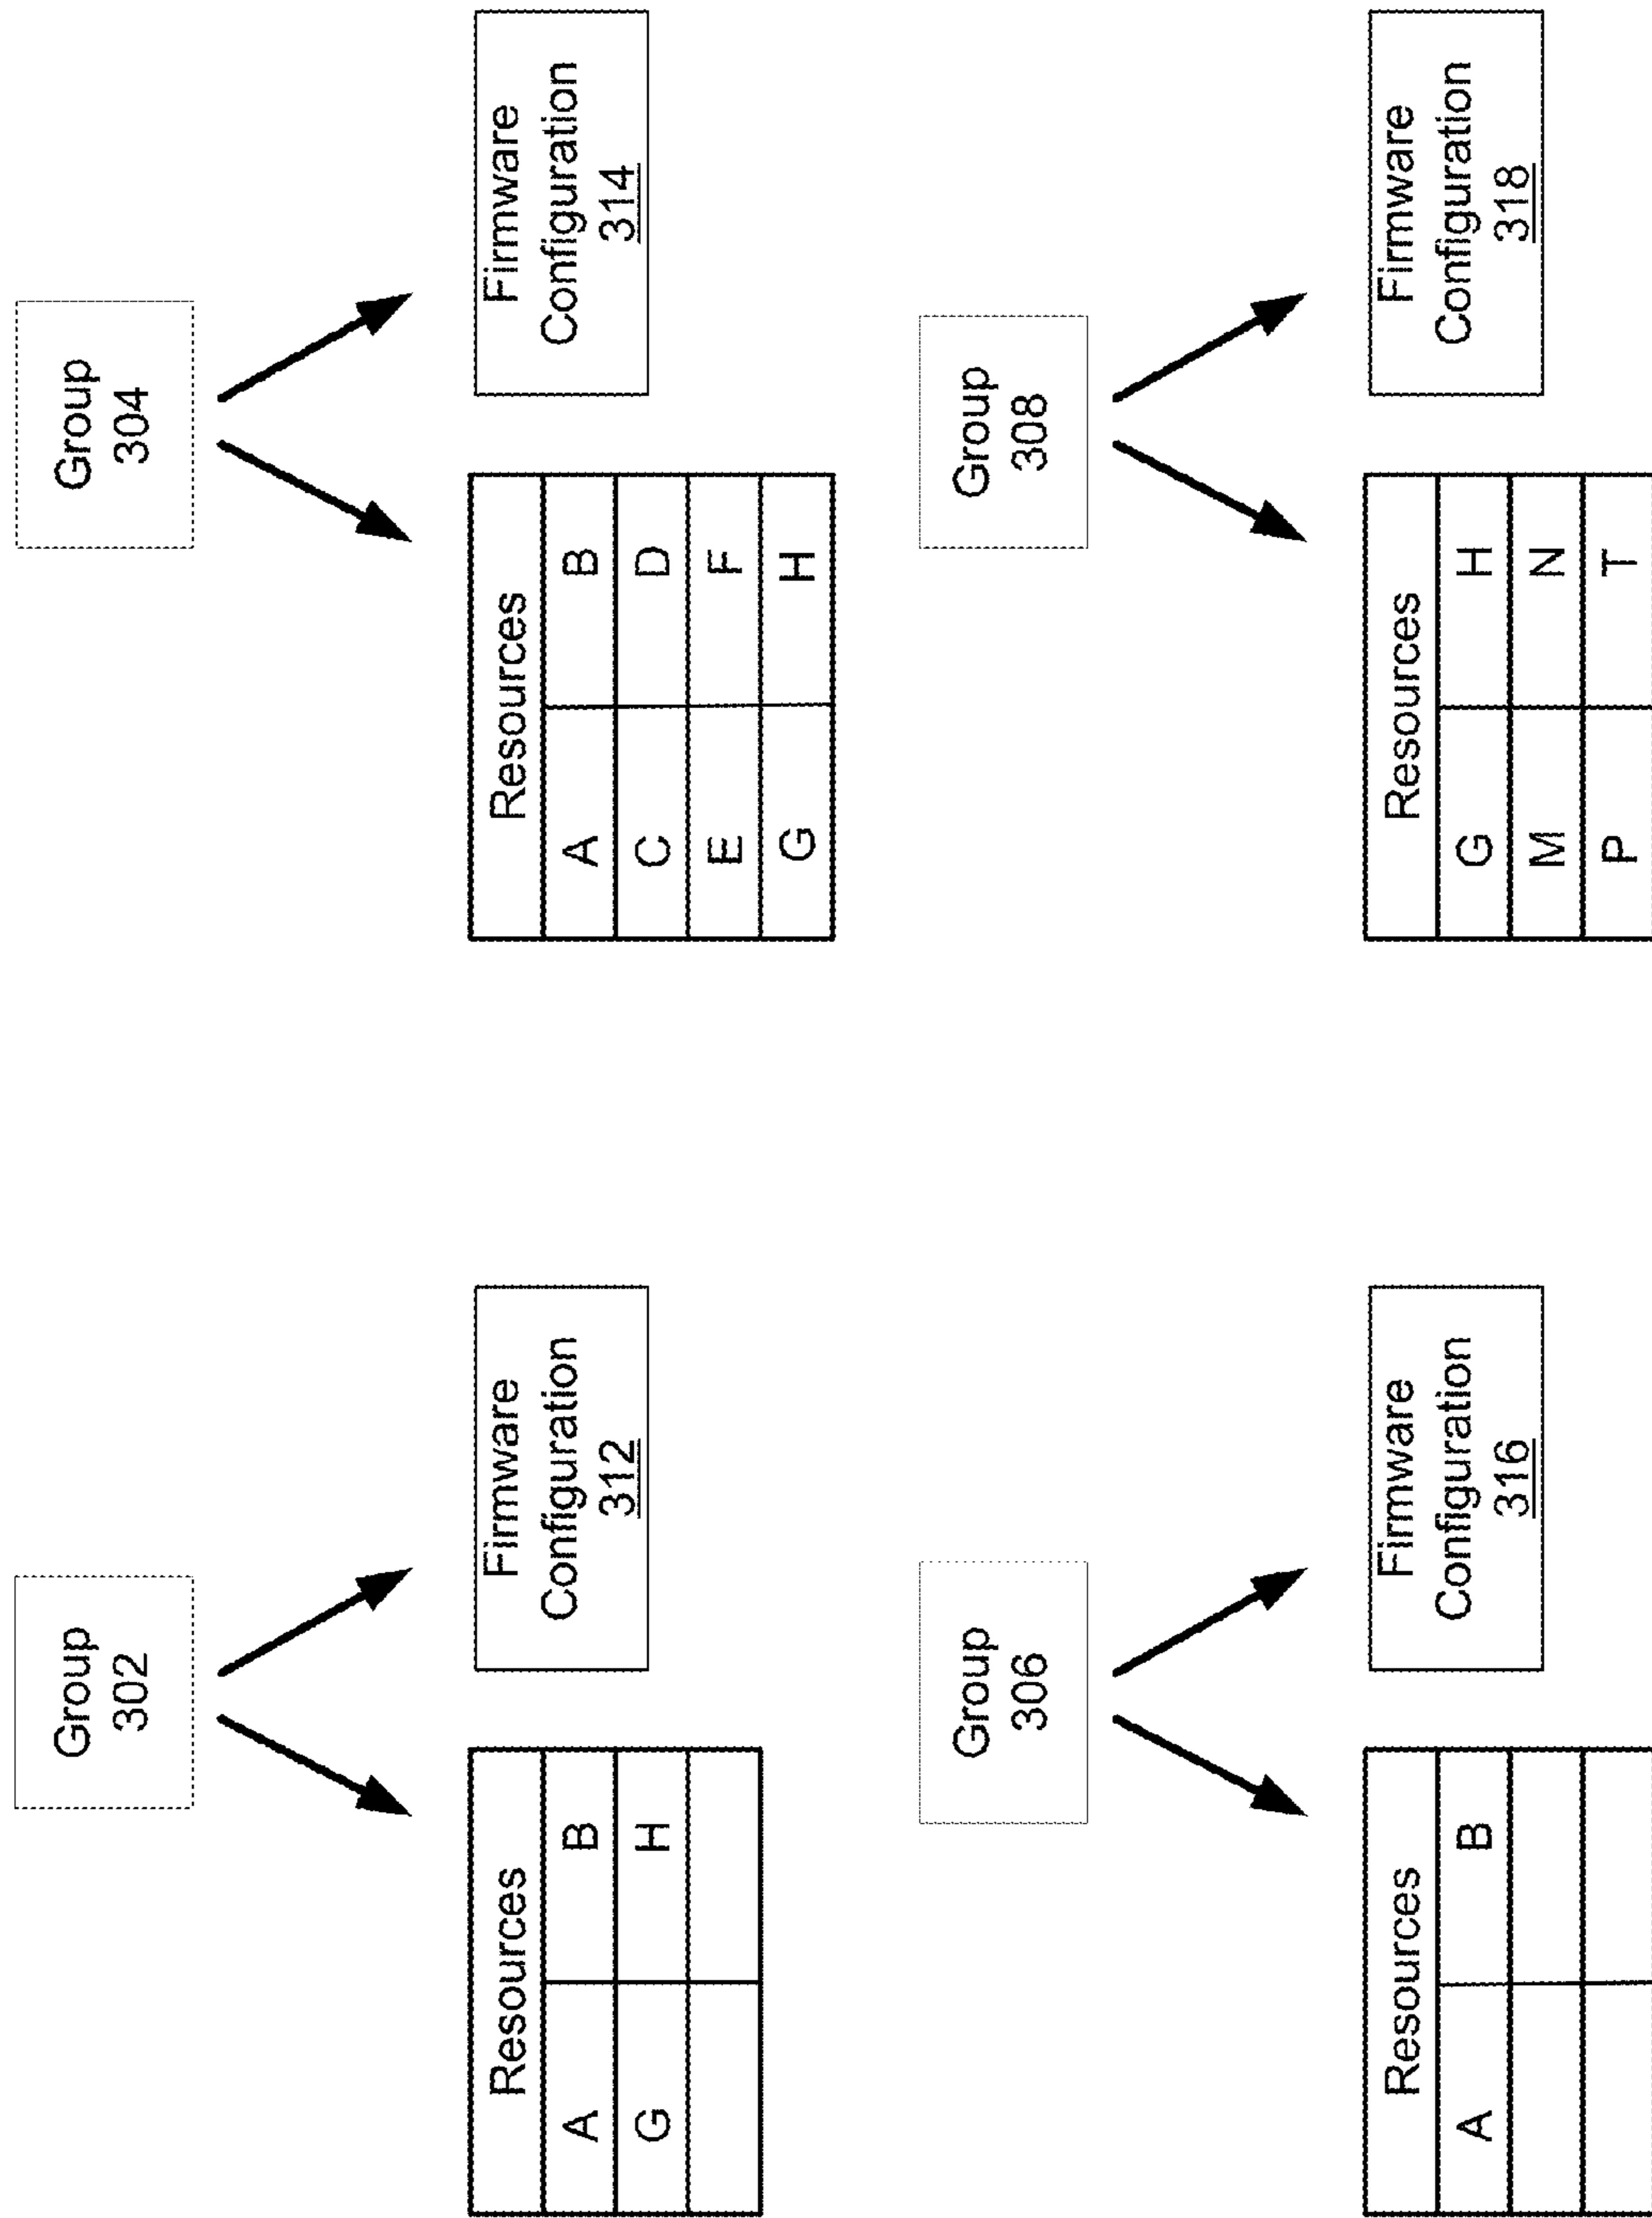 Group
302
Resources
A B
G H
Firmware
Configuration
312
Group
304
Resources
A B
C D
E F
G H
Firmware
Configuration
314
Group
306
Resources
A B
Firmware
Configuration
316
Group
308
Resources
G H
M N
P T
Firmware
Configuration
318